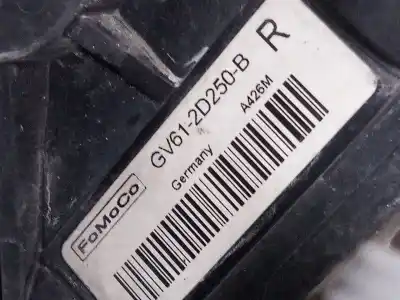 R
GV61-2D250-B
A426M
Germany
FoMoCo